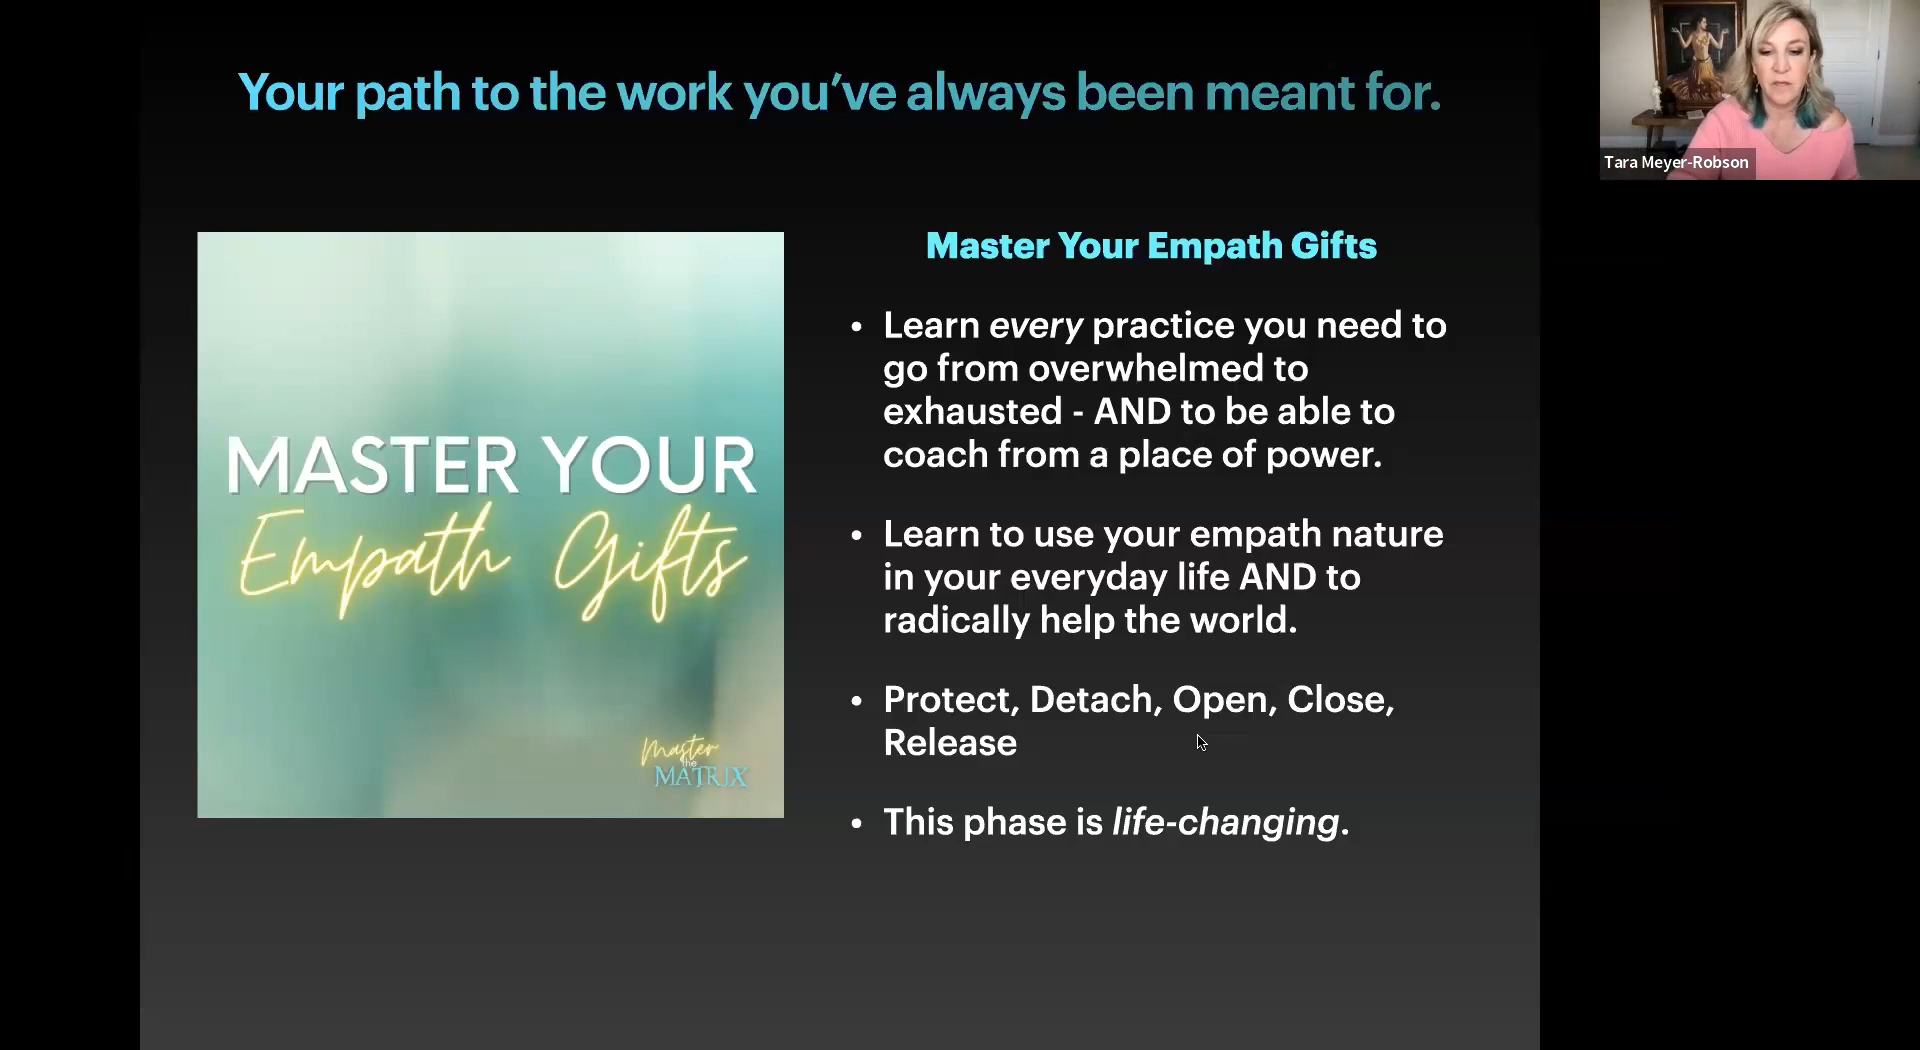 Your path to the work you’ve always been meant for.
Tara Meyer-Robson
MASTER YOUR
Empath Gifts
Master
the
MATRIX
Master Your Empath Gifts
• Learn every practice you need to
go from overwhelmed to
exhausted - AND to be able to
coach from a place of power.
• Learn to use your empath nature
in your everyday life AND to
radically help the world.
• Protect, Detach, Open, Close,
Release
• This phase is life-changing.